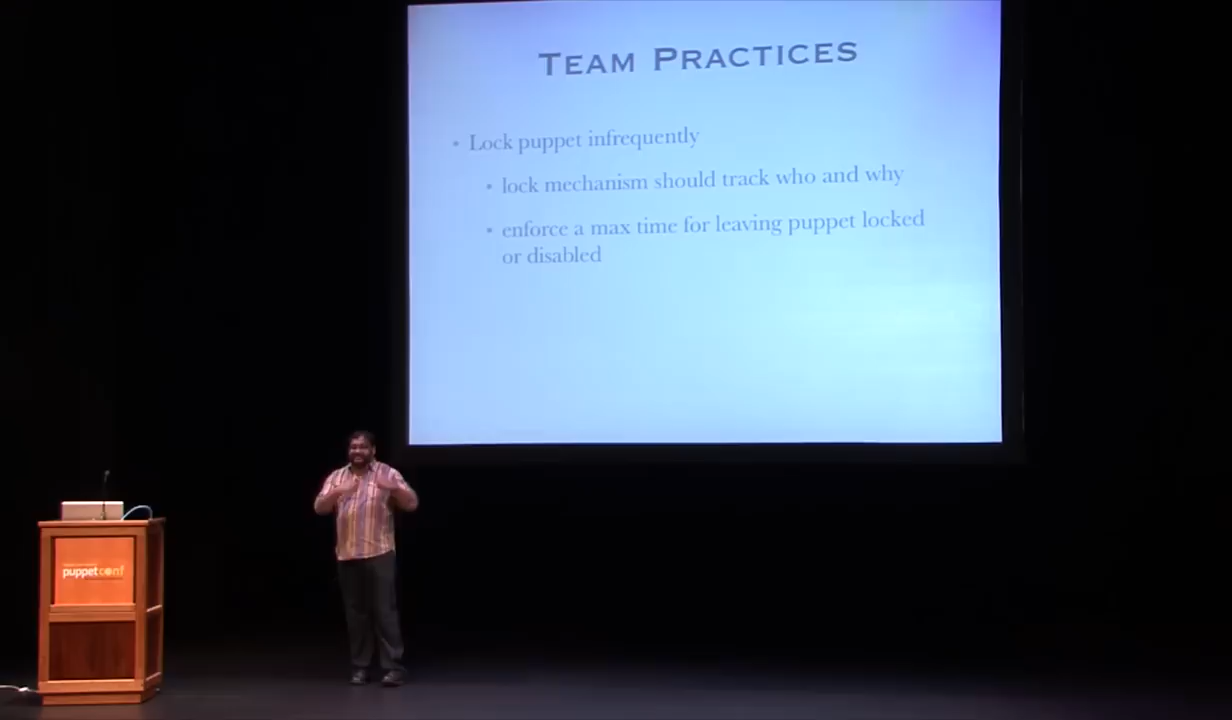 TEAM PRACTICES
• Lock puppet infrequently
• lock mechanism should track who and why
• enforce a max time for leaving puppet locked
or disabled
puppetconf